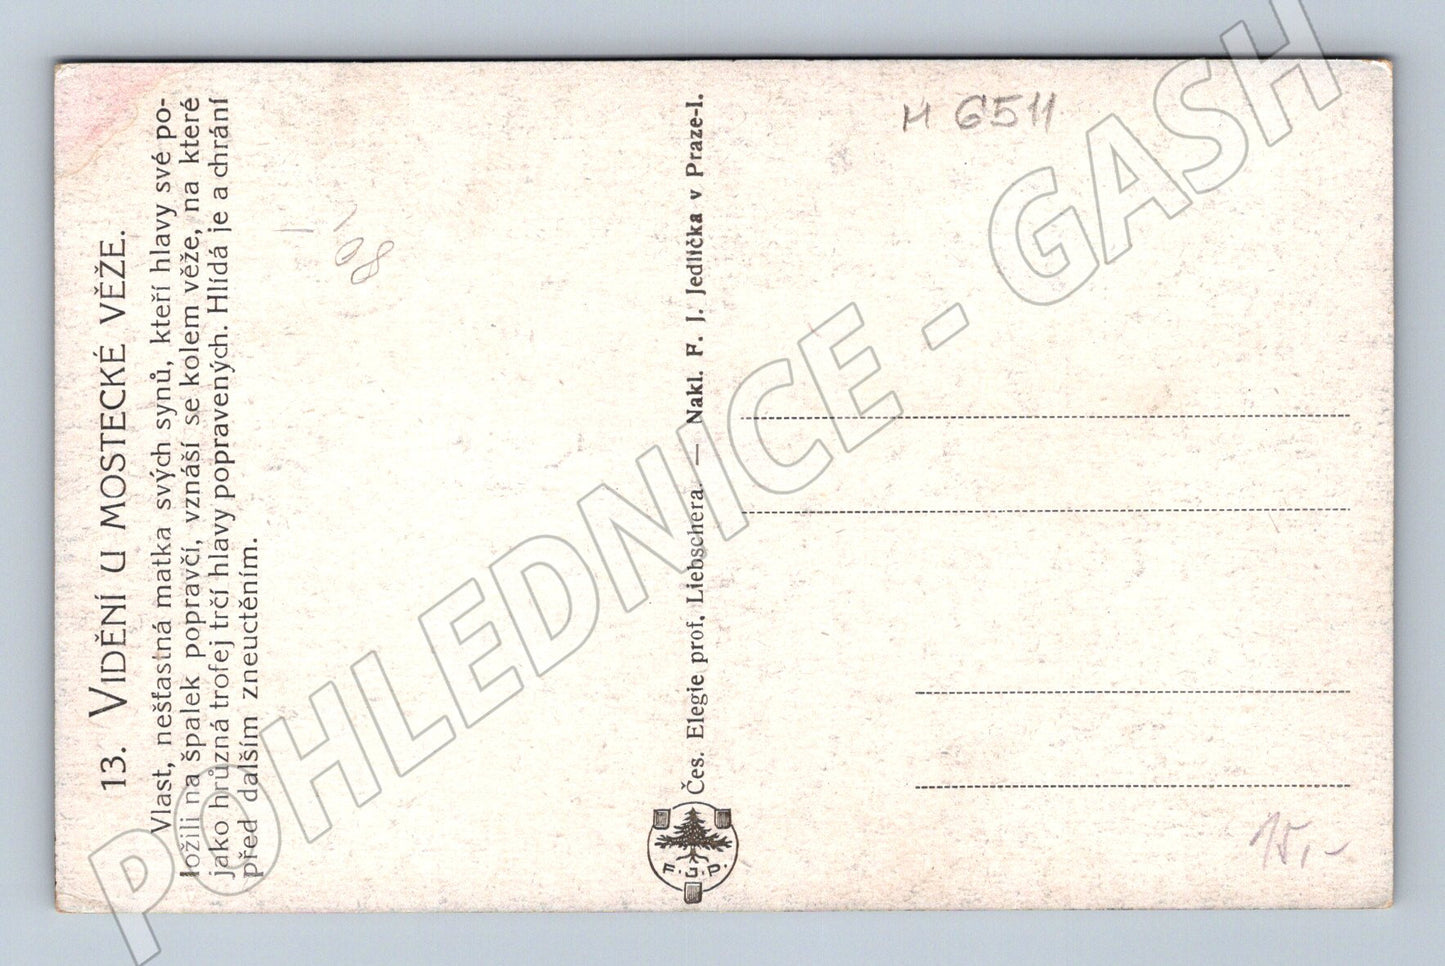 13. VIDĚNÍ U MOSTECKÉ VĚŽE.
Vlast, nešťastná matka svých synů, kteří hlavy své po-
ložili na špalek popravčí, vznáší se kolem věže, na které
jako hrůzná trofej trčí hlavy popravených. Hlídá je a chrání
před dalším zneuctěním.
Čes. Elegie prof. Liebschera. — Nakl. F. J. Jedlička v Praze-I.
F. J. P.
M 6511
108
15,-
POHLEDNICE - GASH